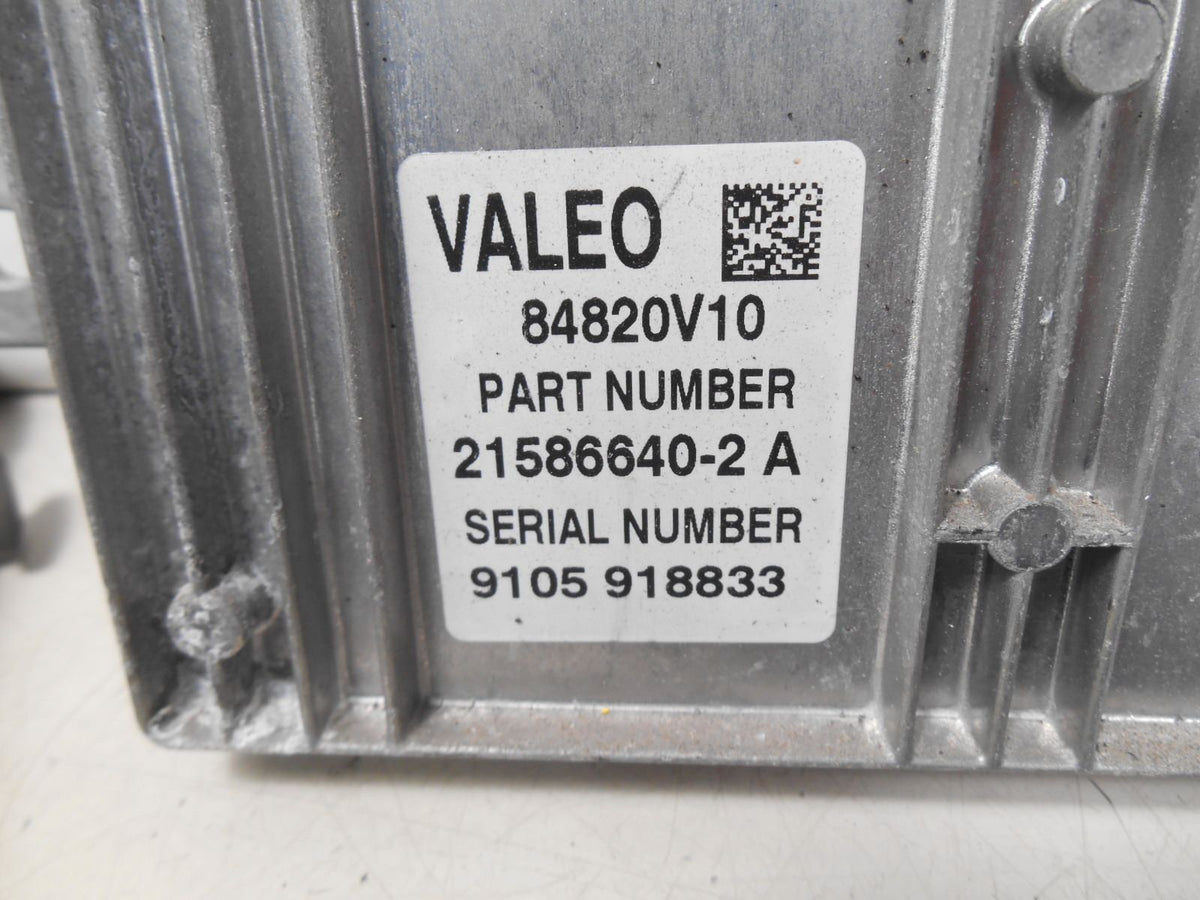 VALEO
84820V10
PART NUMBER
21586640-2 A
SERIAL NUMBER
9105 918833